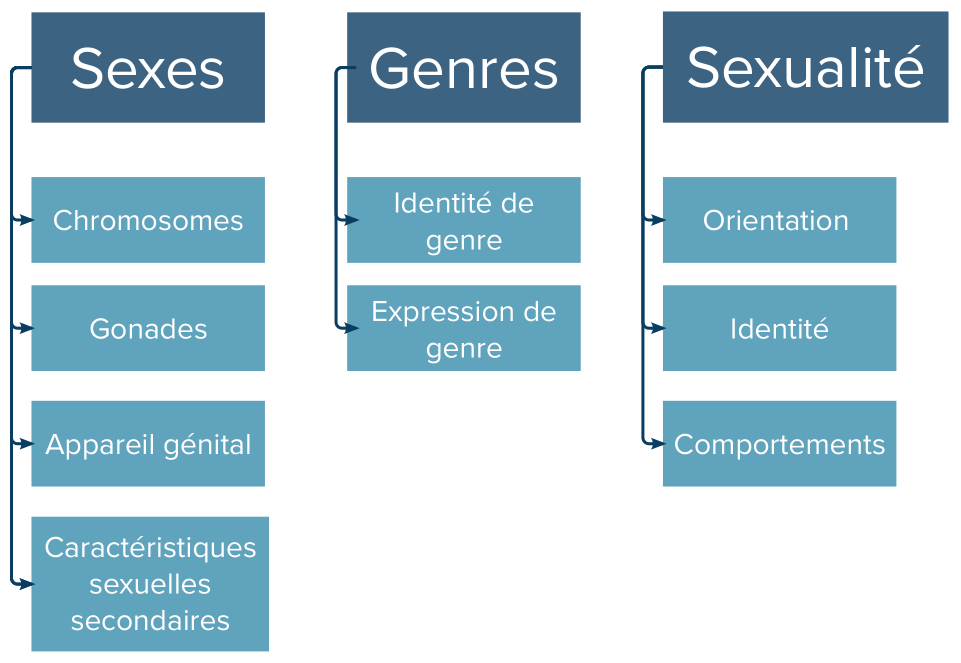 Sexes
Chromosomes
Gonades
Appareil génital
Caractéristiques
sexuelles
secondaires
Genres
Identité de
genre
Expression de
genre
Sexualité
Orientation
Identité
Comportements